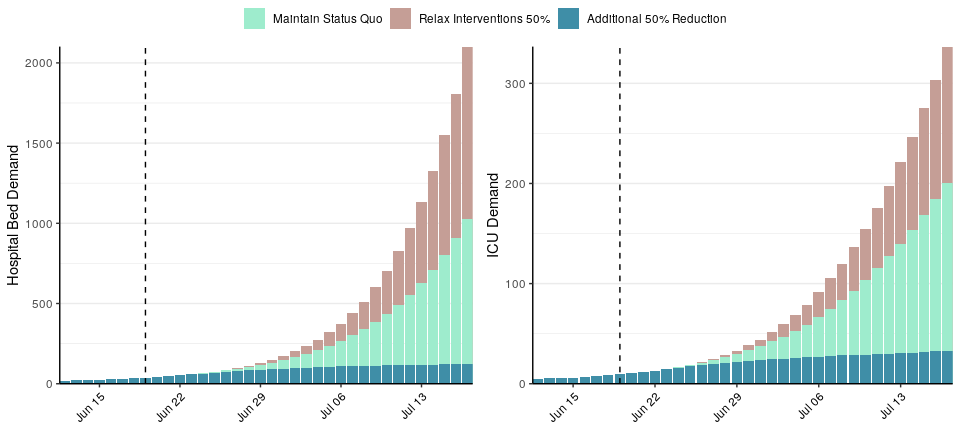 Maintain Status Quo Relax Interventions 50% Additional 50% Reduction
Hospital Bed Demand
2000
1500
1000
500
0
Jun 15
Jun 22
Jun 29
Jul 06
Jul 13
ICU Demand
300
200
100
0
Jun 15
Jun 22
Jun 29
Jul 06
Jul 13